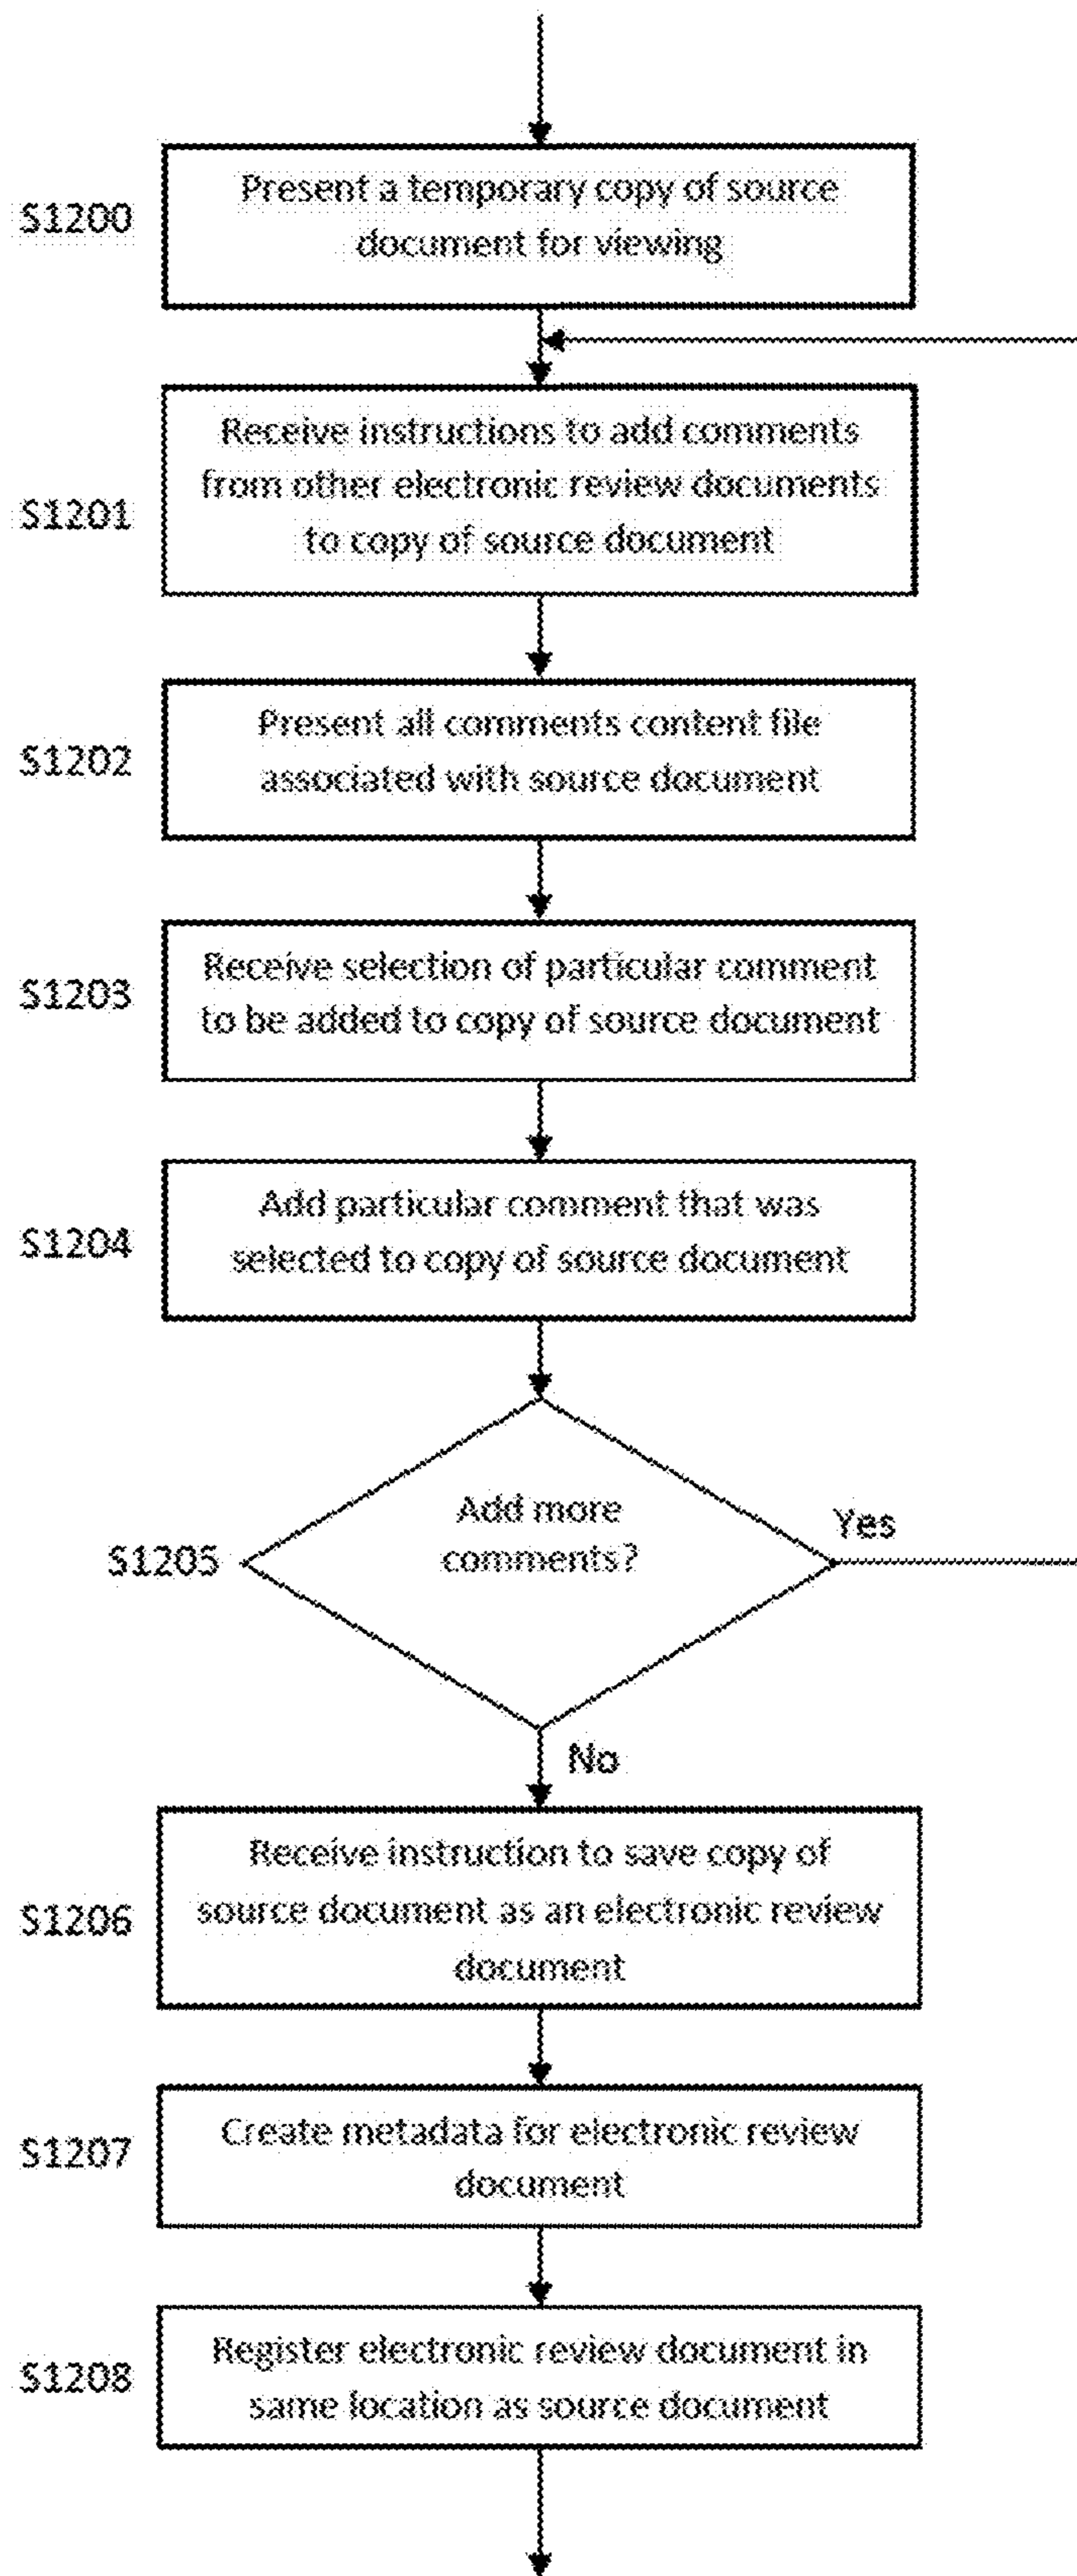 S1200
Present a temporary copy of source
document for viewing
S1201
Receive instructions to add comments
from other electronic review documents
to copy of source document
S1202
Present all comments content file
associated with source document
S1203
Receive selection of particular comment
to be added to copy of source document
S1204
Add particular comment that was
selected to copy of source document
S1205
Add more
comments?
Yes
No
S1206
Receive instruction to save copy of
source document as an electronic review
document
S1207
Create metadata for electronic review
document
S1208
Register electronic review document in
same location as source document